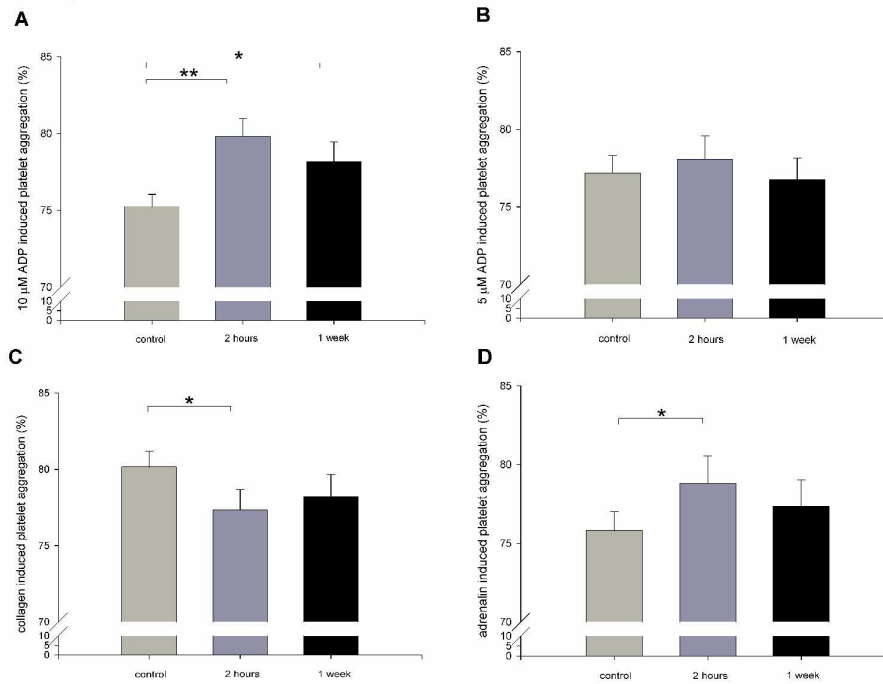 A
10 µM ADP induced platelet aggregation (%)
85
80
75
70
10
5
0
**
*
control
2 hours
1 week
B
5 µM ADP induced platelet aggregation (%)
85
80
75
70
10
5
0
control
2 hours
1 week
C
collagen induced platelet aggregation (%)
85
80
75
70
10
5
0
*
control
2 hours
1 week
D
adrenalin induced platelet aggregation (%)
85
80
75
70
10
5
0
*
control
2 hours
1 week